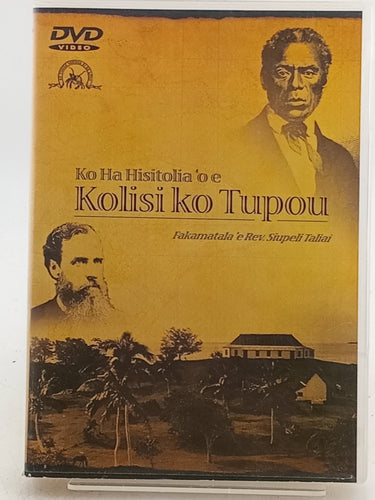 DVD
VIDEO
Ko Ha Hisitolia 'o e
Kolisi ko Tupou
Fakamatala 'e Rev. Siupeli Taliai